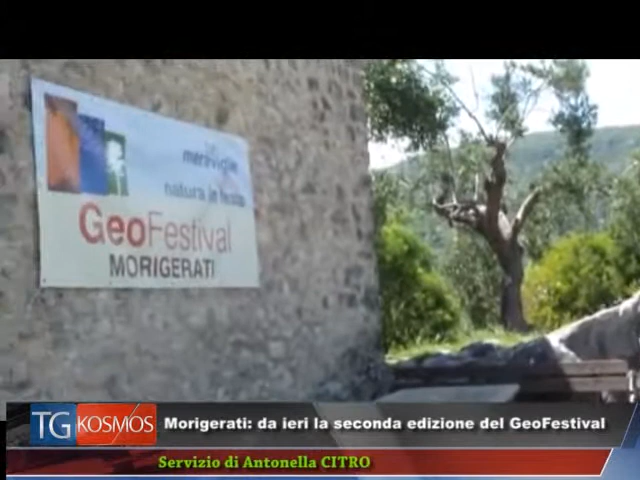 meraviglie
natura in festa
GeoFestival
MORIGERATI
TG KOSMOS
Morigerati: da ieri la seconda edizione del GeoFestival
Servizio di Antonella CITRO